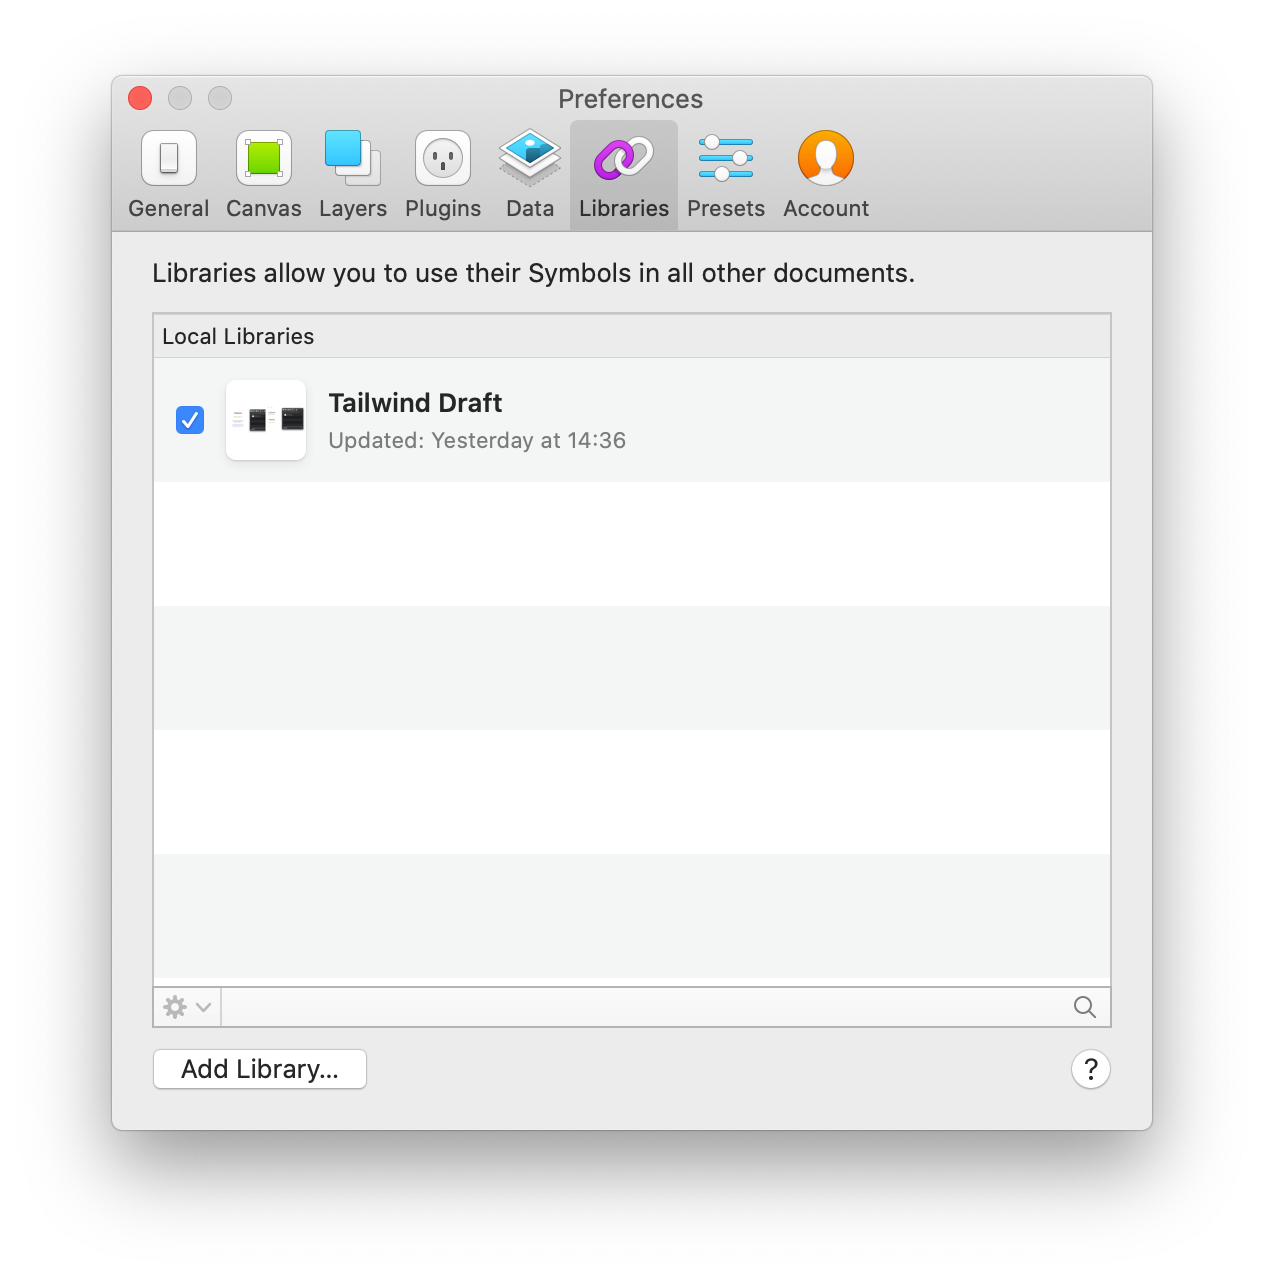 Preferences
General Canvas Layers Plugins Data Libraries Presets Account
Libraries allow you to use their Symbols in all other documents.
Local Libraries
Tailwind Draft
Updated: Yesterday at 14:36
Add Library...
?